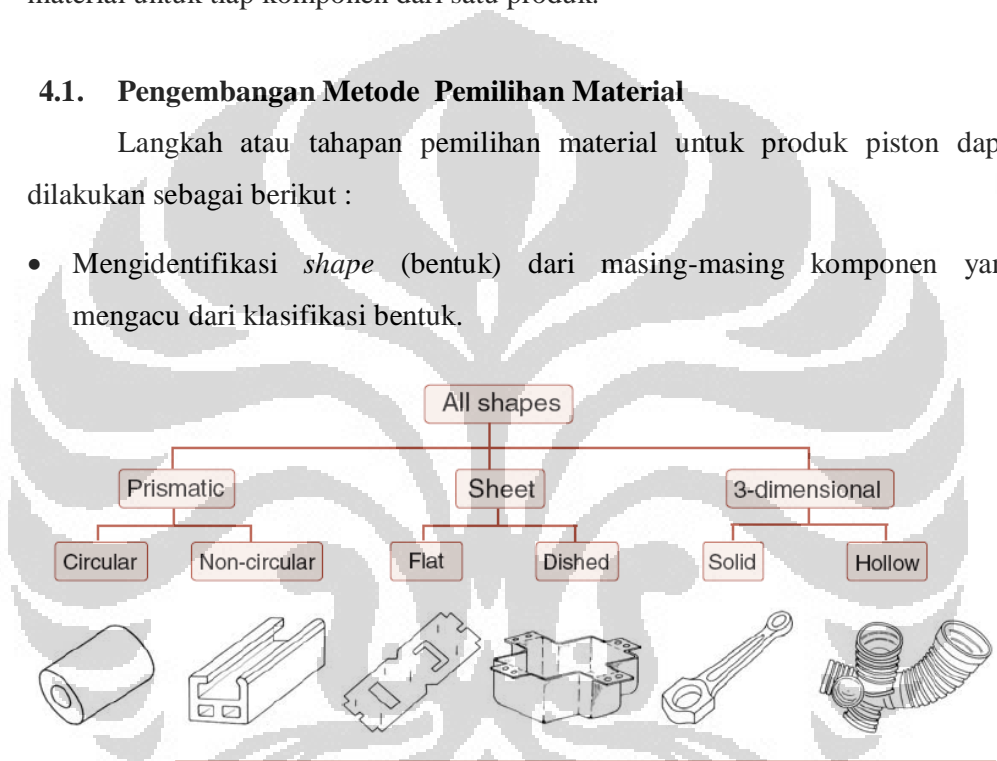 material untuk tiap komponen dari satu produk.
4.1. Pengembangan Metode Pemilihan Material
Langkah atau tahapan pemilihan material untuk produk piston dap
dilakukan sebagai berikut :
• Mengidentifikasi shape (bentuk) dari masing-masing komponen yan
mengacu dari klasifikasi bentuk.
All shapes
Prismatic Sheet 3-dimensional
Circular Non-circular Flat Dished Solid Hollow